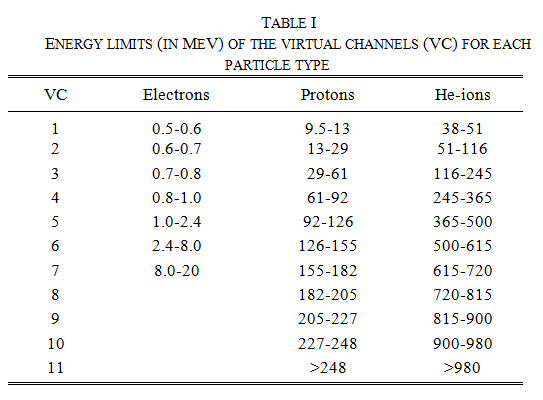 TABLE I
ENERGY LIMITS (IN MEV) OF THE VIRTUAL CHANNELS (VC) FOR EACH
PARTICLE TYPE
VC Electrons Protons He-ions
1 0.5-0.6 9.5-13 38-51
2 0.6-0.7 13-29 51-116
3 0.7-0.8 29-61 116-245
4 0.8-1.0 61-92 245-365
5 1.0-2.4 92-126 365-500
6 2.4-8.0 126-155 500-615
7 8.0-20 155-182 615-720
8 182-205 720-815
9 205-227 815-900
10 227-248 900-980
11 >248 >980